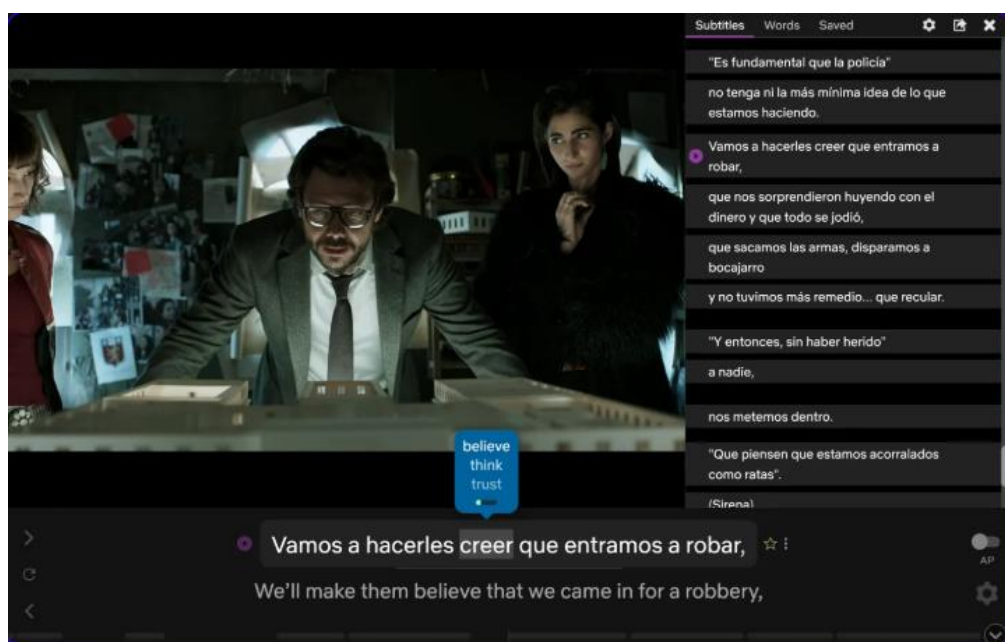 Subtitles Words Saved
"Es fundamental que la policía"
no tenga ni la más mínima idea de lo que
estamos haciendo.
Vamos a hacerles creer que entramos a
robar,
que nos sorprendieron huyendo con el
dinero y que todo se jodió,
que sacamos las armas, disparamos a
bocajarro
y no tuvimos más remedio... que recular.
"Y entonces, sin haber herido"
a nadie,
nos metemos dentro.
"Que piensen que estamos acorralados
como ratas".
(Sirena)
believe
think
trust
Vamos a hacerles creer que entramos a robar,
We'll make them believe that we came in for a robbery,
AP